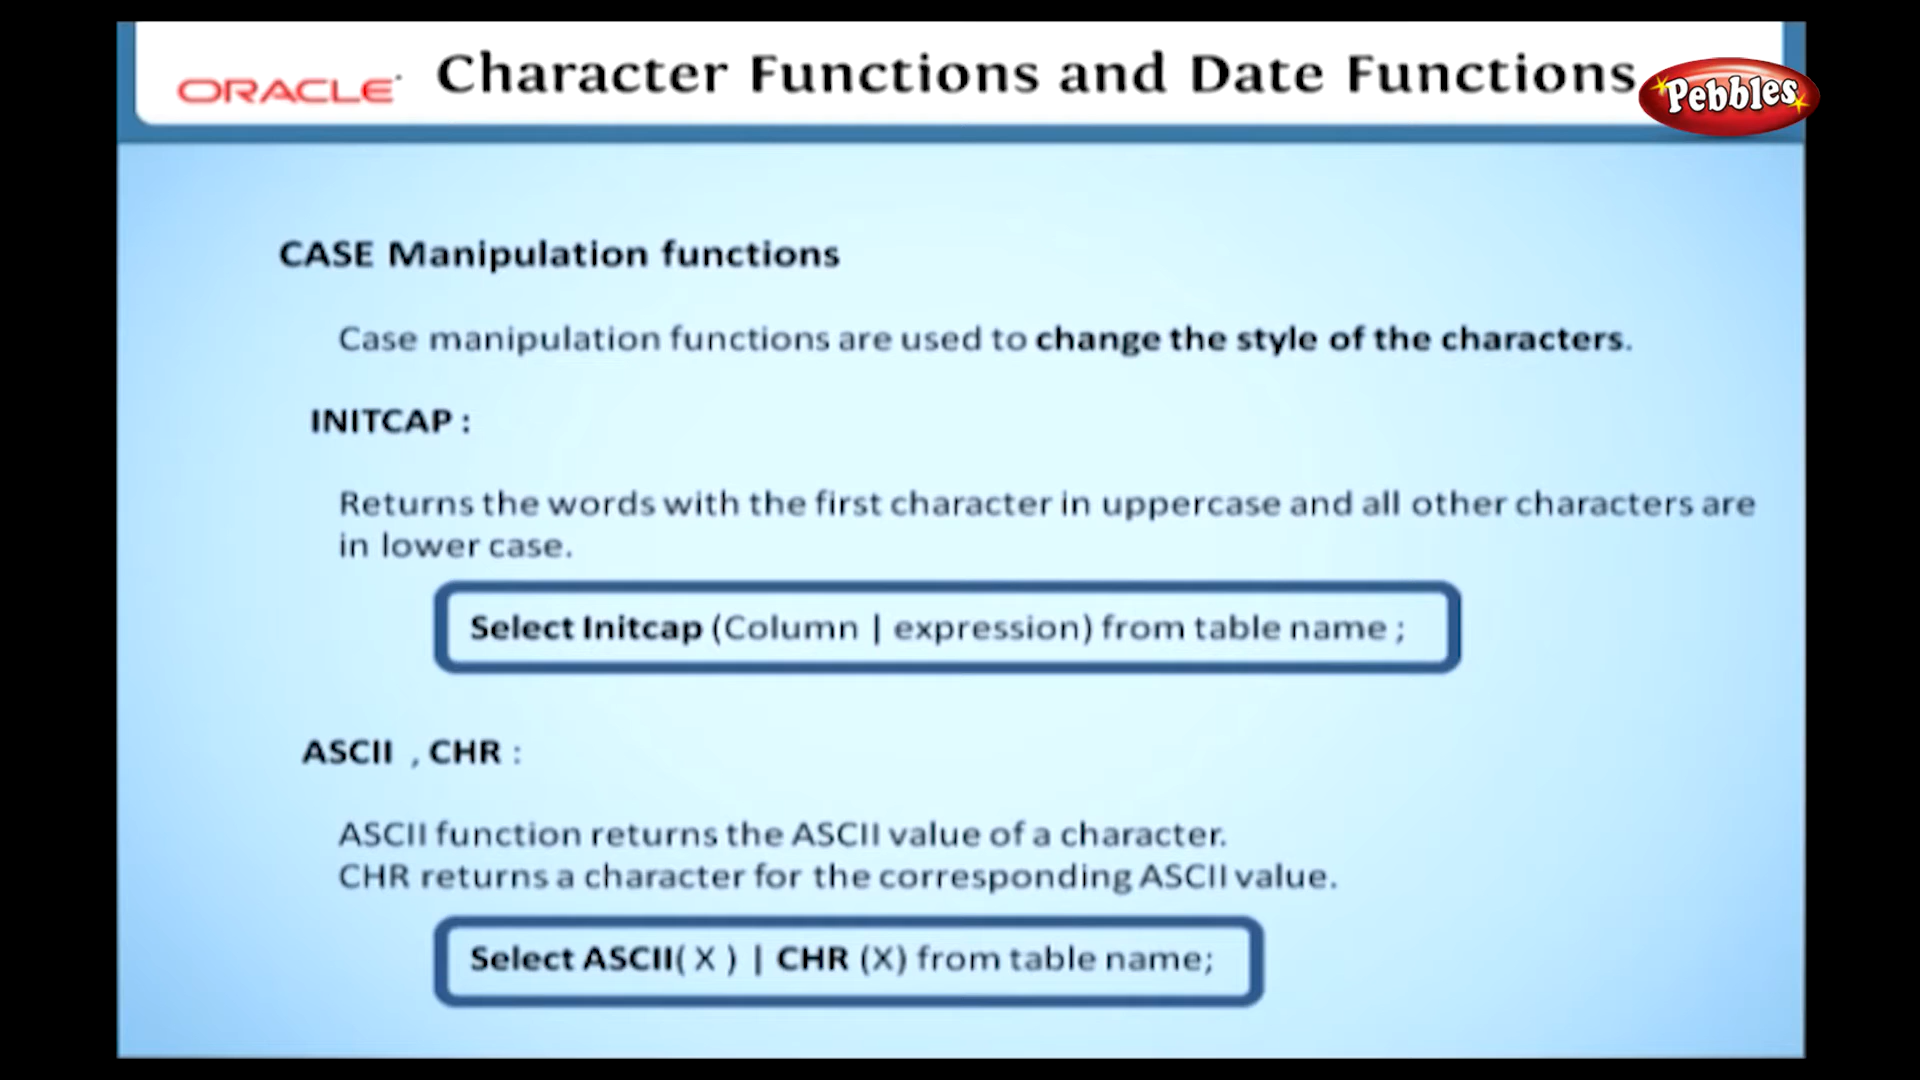 ORACLE
Character Functions and Date Functions
Pebbles
CASE Manipulation functions
Case manipulation functions are used to change the style of the characters.
INITCAP :
Returns the words with the first character in uppercase and all other characters are
in lower case.
Select Initcap (Column | expression) from table name ;
ASCII , CHR :
ASCII function returns the ASCII value of a character.
CHR returns a character for the corresponding ASCII value.
Select ASCII( X ) | CHR (X) from table name;